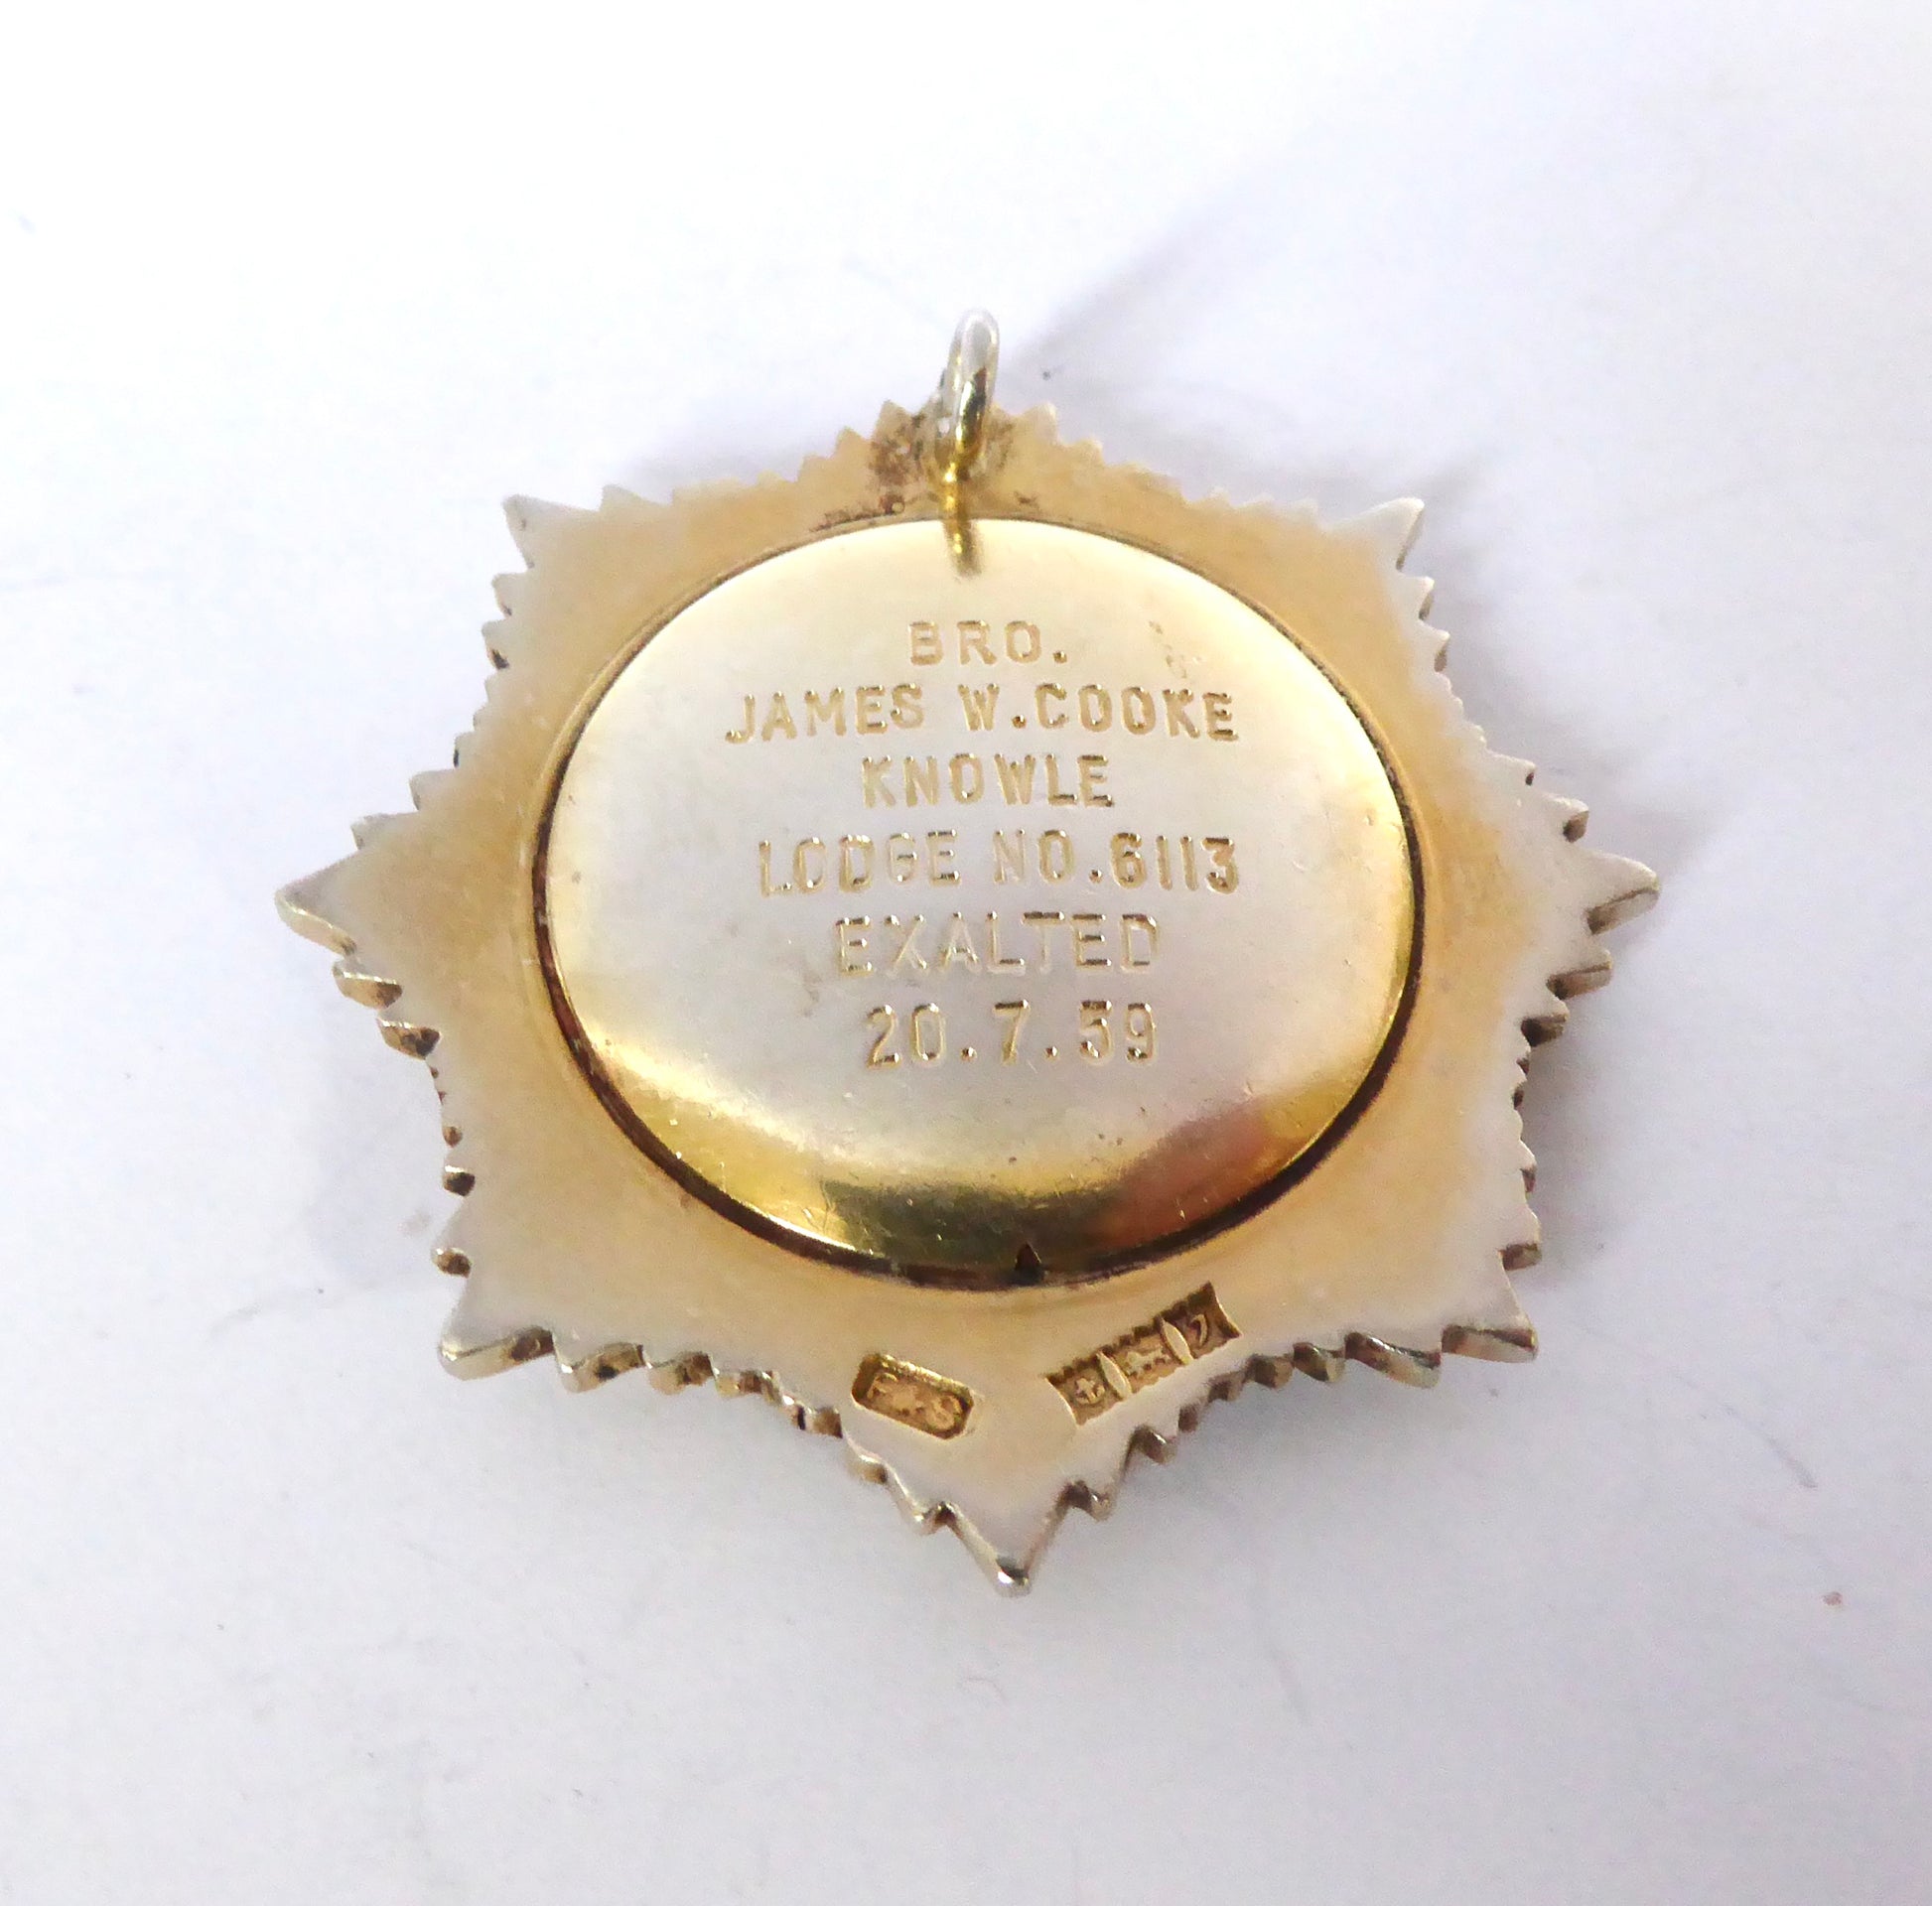 BRO.
JAMES W.COOKE
KNOWLE
LODGE NO.6113
EXALTED
20.7.59